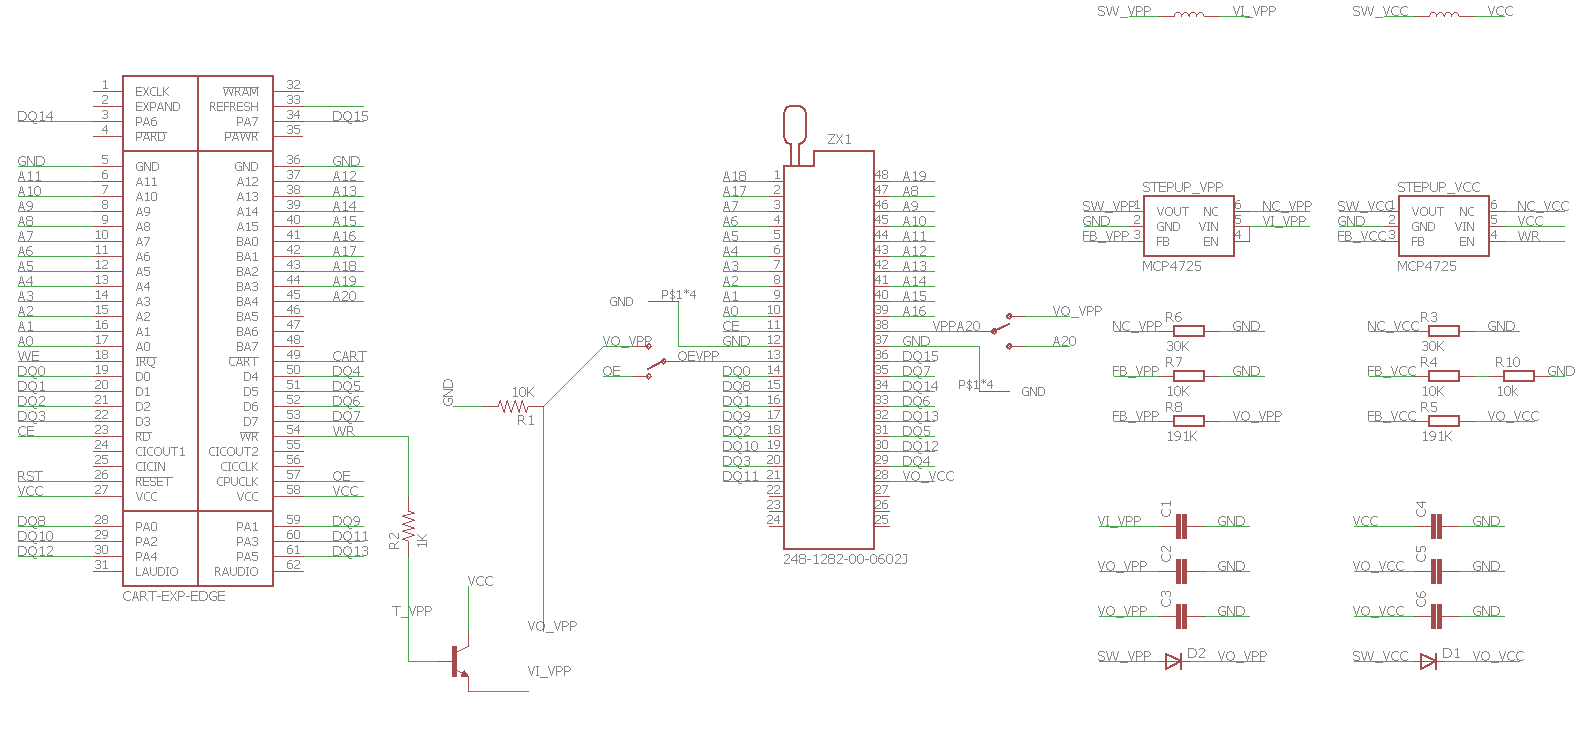 SW_VPP VI_VPP SW_VCC VCC
1 EXCLK WRAM 32
2 EXPAND REFRESH 33
DQ14 3 PA6 PA7 34 DQ15
4 PARD PAWR 35
GND 5 GND GND 36 GND
A11 6 A11 A12 37 A12
A10 7 A10 A13 38 A13
A9 8 A9 A14 39 A14
A8 9 A8 A15 40 A15
A7 10 A7 BA0 41 A16
A6 11 A6 BA1 42 A17
A5 12 A5 BA2 43 A18
A4 13 A4 BA3 44 A19
A3 14 A3 BA4 45 A20
A2 15 A2 BA5 46
A1 16 A1 BA6 47
A0 17 A0 BA7 48
WE 18 IRQ CART 49 CART
DQ0 19 D0 D4 50 DQ4
DQ1 20 D1 D5 51 DQ5
DQ2 21 D2 D6 52 DQ6
DQ3 22 D3 D7 53 DQ7
CE 23 RD WR 54 WR
24 CICOUT1 CICOUT2 55
25 CICIN CICCLK 56
RST 26 RESET CPUCLK 57 OE
VCC 27 VCC VCC 58 VCC
DQ8 28 PA0 PA1 59 DQ9
DQ10 29 PA2 PA3 60 DQ11
DQ12 30 PA4 PA5 61 DQ13
31 LAUDIO RAUDIO 62
CART-EXP-EDGE
R2
1K
T_VPP
VCC
VO_VPP
VI_VPP
GND
10K
R1
VO_VPP
OE
OEVPP
GND P$1*4
ZX1
A18 1 48 A19
A17 2 47 A8
A7 3 46 A9
A6 4 45 A10
A5 5 44 A11
A4 6 43 A12
A3 7 42 A13
A2 8 41 A14
A1 9 40 A15
A0 10 39 A16
CE 11 38 VPPA20
GND 12 37 GND
13 36 DQ15
DQ0 14 35 DQ7
DQ8 15 34 DQ14
DQ1 16 33 DQ6
DQ9 17 32 DQ13
DQ2 18 31 DQ5
DQ10 19 30 DQ12
DQ3 20 29 DQ4
DQ11 21 28 VO_VCC
22 27
23 26
24 25
248-1282-00-0602J
VO_VPP
A20
P$1*4 GND
STEPUP_VPP
SW_VPP 1 VOUT NC 6 NC_VPP
GND 2 GND VIN 5 VI_VPP
FB_VPP 3 FB EN 4
MCP4725
STEPUP_VCC
SW_VCC 1 VOUT NC 6 NC_VCC
GND 2 GND VIN 5 VCC
FB_VCC 3 FB EN 4 WR
MCP4725
R6
NC_VPP GND
30K
R7
FB_VPP GND
10K
R8
FB_VPP VO_VPP
191K
R3
NC_VCC GND
30K
R4 R10
FB_VCC GND
10K 10k
R5
FB_VCC VO_VCC
191K
C1
VI_VPP GND
C2
VO_VPP GND
C3
VO_VPP GND
SW_VPP D2 VO_VPP
C4
VCC GND
C5
VO_VCC GND
C6
VO_VCC GND
SW_VCC D1 VO_VCC